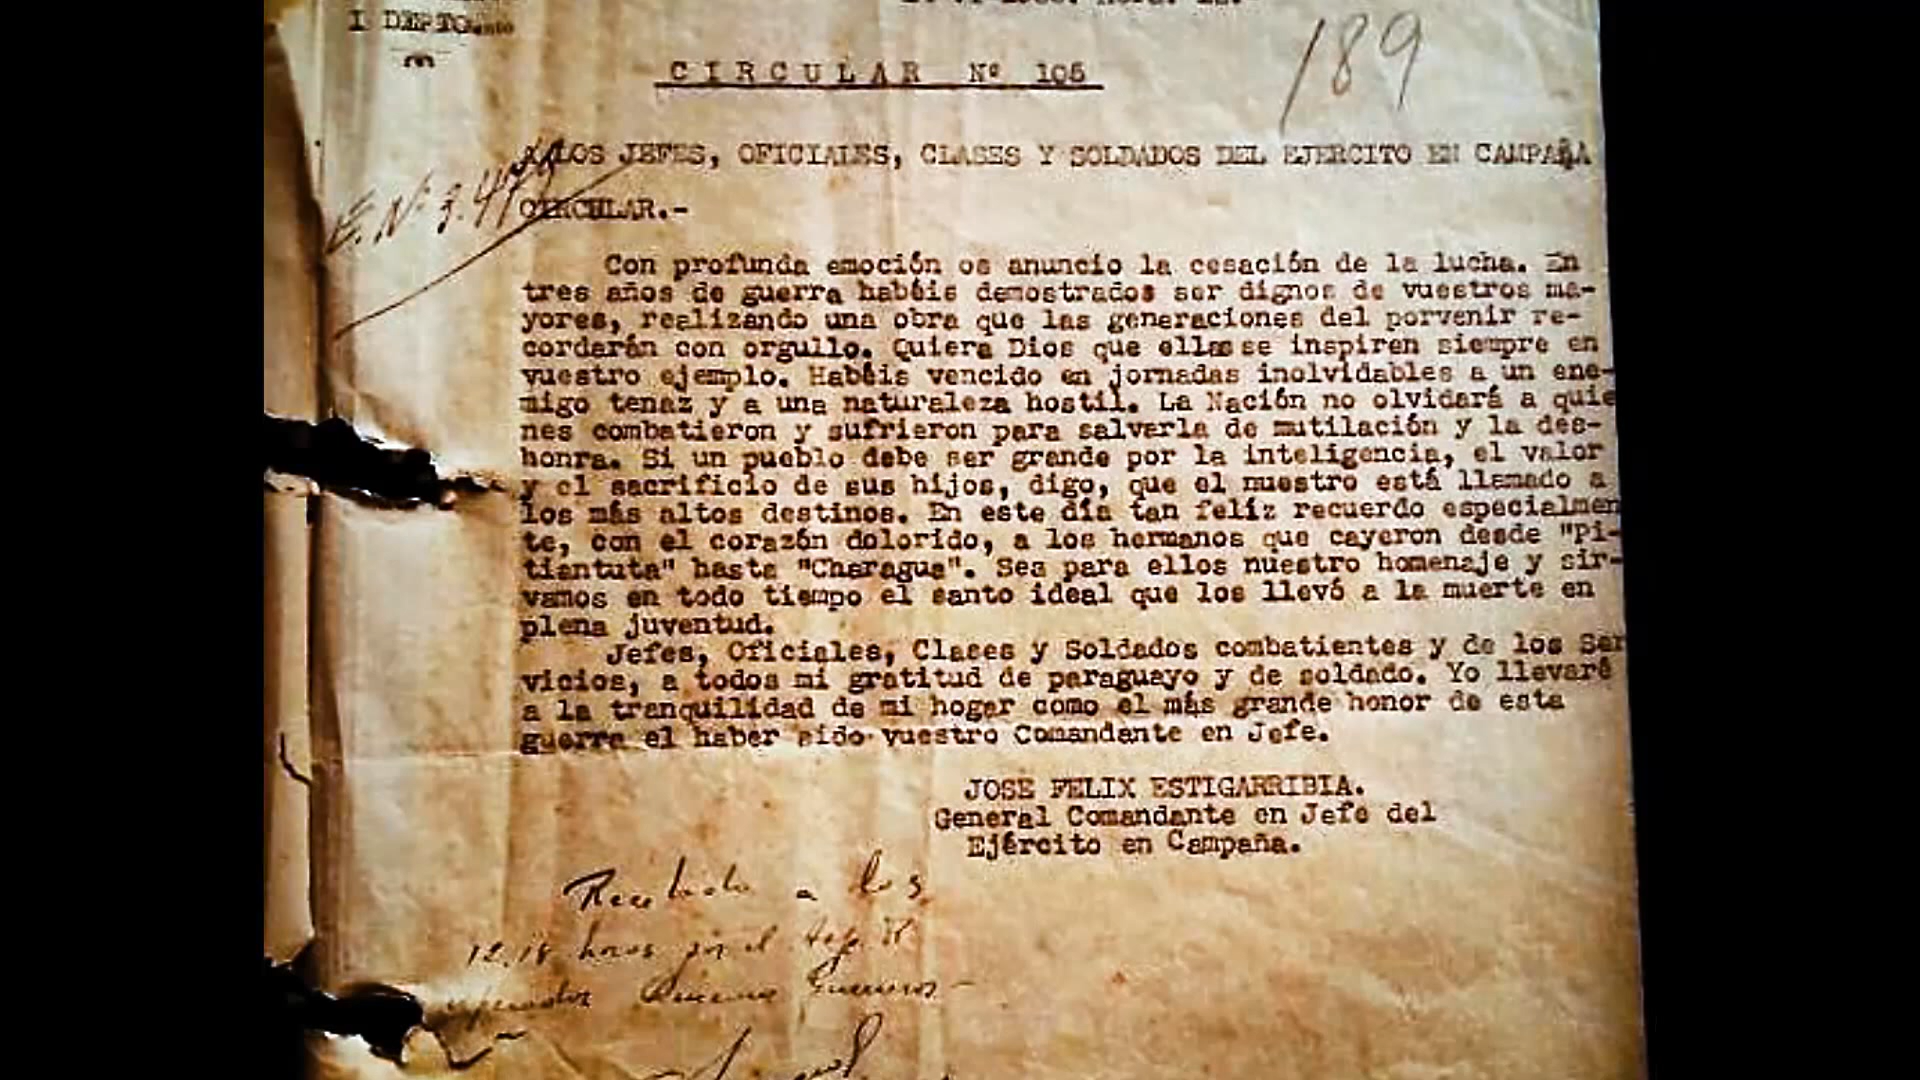 I DEPTO
CIRCULAR Nº 105
189
A LOS JEFES, OFICIALES, CLASES Y SOLDADOS DEL EJERCITO EN CAMPAÑA
E. Nº 3.
CIRCULAR.-
Con profunda emoción os anuncio la cesación de la lucha. En
tres años de guerra habéis demostrados ser dignos de vuestros ma-
yores, realizando una obra que las generaciones del porvenir re-
cordarán con orgullo. Quiera Dios que ellas se inspiren siempre en
vuestro ejemplo. Habéis vencido en jornadas inolvidables a un ene-
migo tenaz y a una naturaleza hostil. La Nación no olvidará a quie
nes combatieron y sufrieron para salverla de mutilación y la des-
honra. Si un pueblo debe ser grande por la inteligencia, el valor
y el sacrificio de sus hijos, digo, que el nuestro está llamado a
los más altos destinos. En este día tan feliz recuerdo especialmen
te, con el corazón dolorido, a los hermanos que cayeron desde "Pi-
tiantuta" hasta "Charagua". Sea para ellos nuestro homenaje y sir-
vamos en todo tiempo el santo ideal que los llevó a la muerte en
plena juventud.
Jefes, Oficiales, Clases y Soldados combatientes y de los Ser
vicios, a todos mi gratitud de paraguayo y de soldado. Yo llevaré
a la tranquilidad de mi hogar como el más grande honor de esta
guerra el haber sido vuestro Comandante en Jefe.
JOSE FELIX ESTIGARRIBIA.
General Comandante en Jefe del
Ejército en Campaña.
a los
horas por el